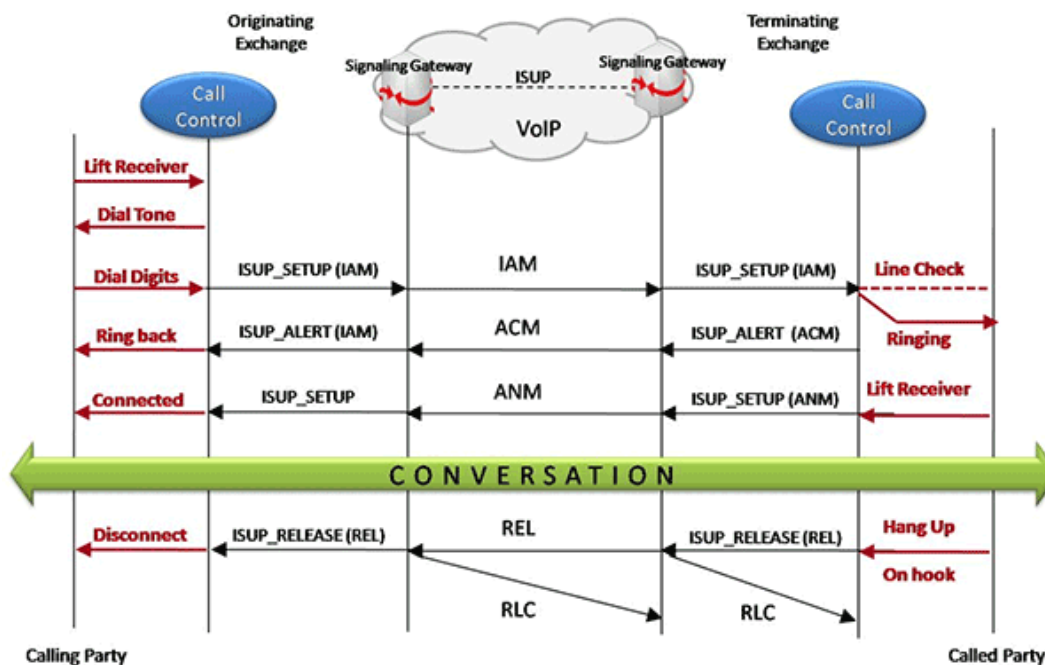 Originating
Exchange
Terminating
Exchange
Signaling Gateway
Signaling Gateway
ISUP
VoIP
Call
Control
Call
Control
Lift Receiver
Dial Tone
Dial Digits
ISUP_SETUP (IAM)
IAM
ISUP_SETUP (IAM)
Line Check
Ring back
ISUP_ALERT (IAM)
ACM
ISUP_ALERT (ACM)
Ringing
Connected
ISUP_SETUP
ANM
ISUP_SETUP (ANM)
Lift Receiver
CONVERSATION
Disconnect
ISUP_RELEASE (REL)
REL
ISUP_RELEASE (REL)
Hang Up
On hook
RLC
RLC
Calling Party
Called Party